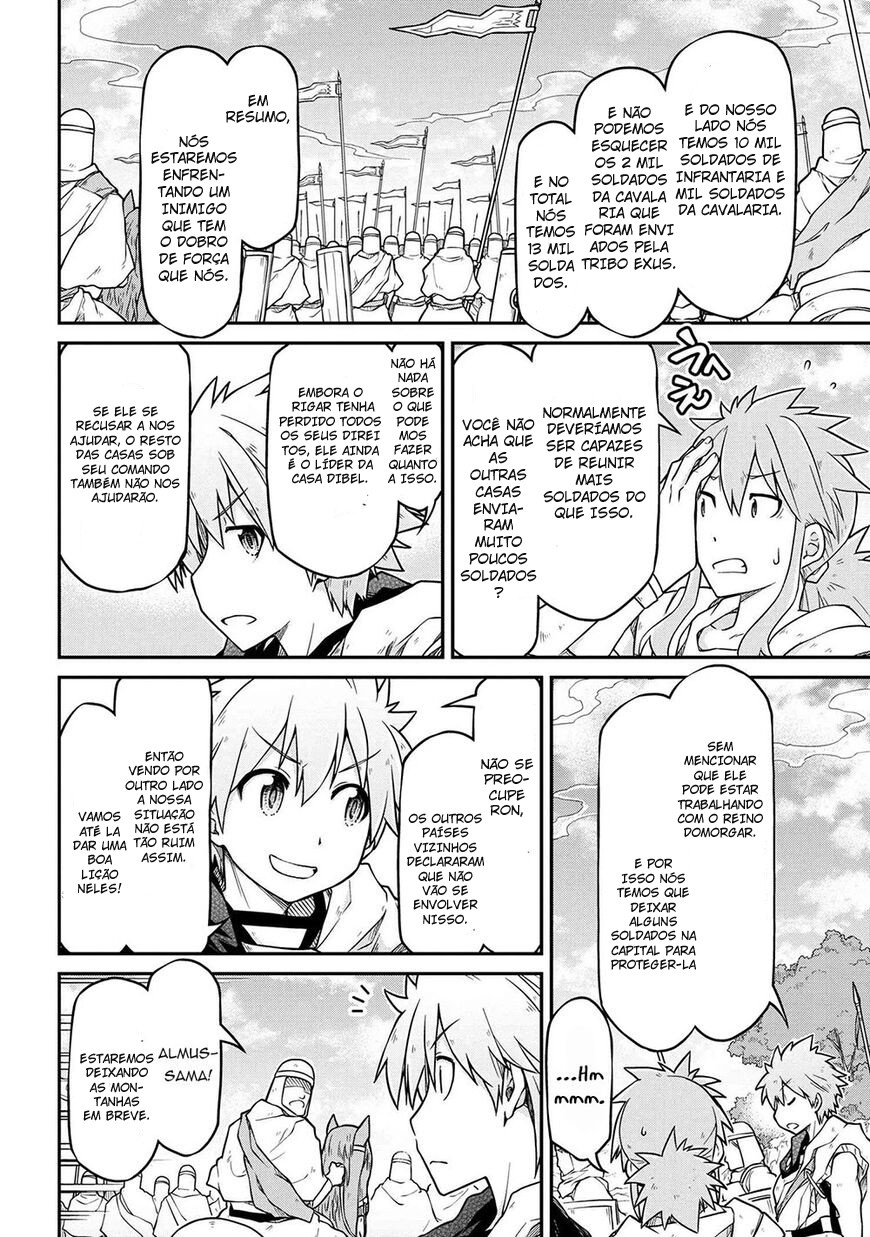 E DO NOSSO
LADO NÓS
TEMOS 10 MIL
SOLDADOS DE
INFRANTARIA E
MIL SOLDADOS
DA CAVALARIA.
E NÃO
PODEMOS
ESQUECER
OS 2 MIL
SOLDADOS
DA CAVALA
RIA QUE
FORAM ENVI
ADOS PELA
TRIBO EXUS.
E NO
TOTAL
NÓS
TEMOS
13 MIL
SOLDA
DOS.
EM
RESUMO,
NÓS
ESTAREMOS
ENFREN-
TANDO UM
INIMIGO
QUE TEM
O DOBRO
DE FORÇA
QUE NÓS.
NORMALMENTE
DEVERÍAMOS
SER CAPAZES
DE REUNIR
MAIS
SOLDADOS DO
QUE ISSO.
VOCÊ NÃO
ACHA QUE
AS
OUTRAS
CASAS
ENVIA-
RAM
MUITO
POUCOS
SOLDADOS
?
NÃO HÁ
NADA
SOBRE
O QUE
PODE
MOS
FAZER
QUANTO
A ISSO.
EMBORA O
RIGAR TENHA
PERDIDO TODOS
OS SEUS DIREI
TOS, ELE AINDA
É O LÍDER DA
CASA DIBEL.
SE ELE SE
RECUSAR A NOS
AJUDAR, O RESTO
DAS CASAS SOB
SEU COMANDO
TAMBÉM NÃO NOS
AJUDARÃO.
SEM
MENCIONAR
QUE ELE
PODE ESTAR
TRABALHANDO
COM O REINO
DOMORGAR.
E POR
ISSO NÓS
TEMOS QUE
DEIXAR
ALGUNS
SOLDADOS NA
CAPITAL PARA
PROTEGER-LA
...Hm
mmm.
NÃO SE
PREO-
CUPE
RON,
OS OUTROS
PAÍSES
VIZINHOS
DECLARARAM
QUE NÃO
VÃO SE
ENVOLVER
NISSO.
ENTÃO
VENDO POR
OUTRO LADO
A NOSSA
SITUAÇÃO
NÃO ESTÁ
TÃO RUIM
ASSIM.
VAMOS
ATÉ LA
DAR UMA
BOA
LIÇÃO
NELES!
ALMUS-
SAMA!
ESTAREMOS
DEIXANDO
AS MON-
TANHAS
EM BREVE.